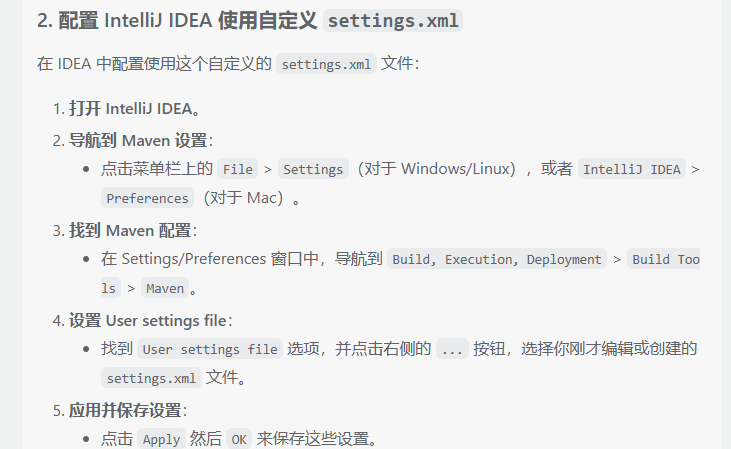 2. 配置 IntelliJ IDEA 使用自定义 settings.xml
在 IDEA 中配置使用这个自定义的 settings.xml 文件：
1. 打开 IntelliJ IDEA。
2. 导航到 Maven 设置：
• 点击菜单栏上的 File > Settings（对于 Windows/Linux），或者 IntelliJ IDEA >
Preferences（对于 Mac）。
3. 找到 Maven 配置：
• 在 Settings/Preferences 窗口中，导航到 Build, Execution, Deployment > Build Too
ls > Maven。
4. 设置 User settings file：
• 找到 User settings file 选项，并点击右侧的 ... 按钮，选择你刚才编辑或创建的
settings.xml 文件。
5. 应用并保存设置：
• 点击 Apply 然后 OK 来保存这些设置。